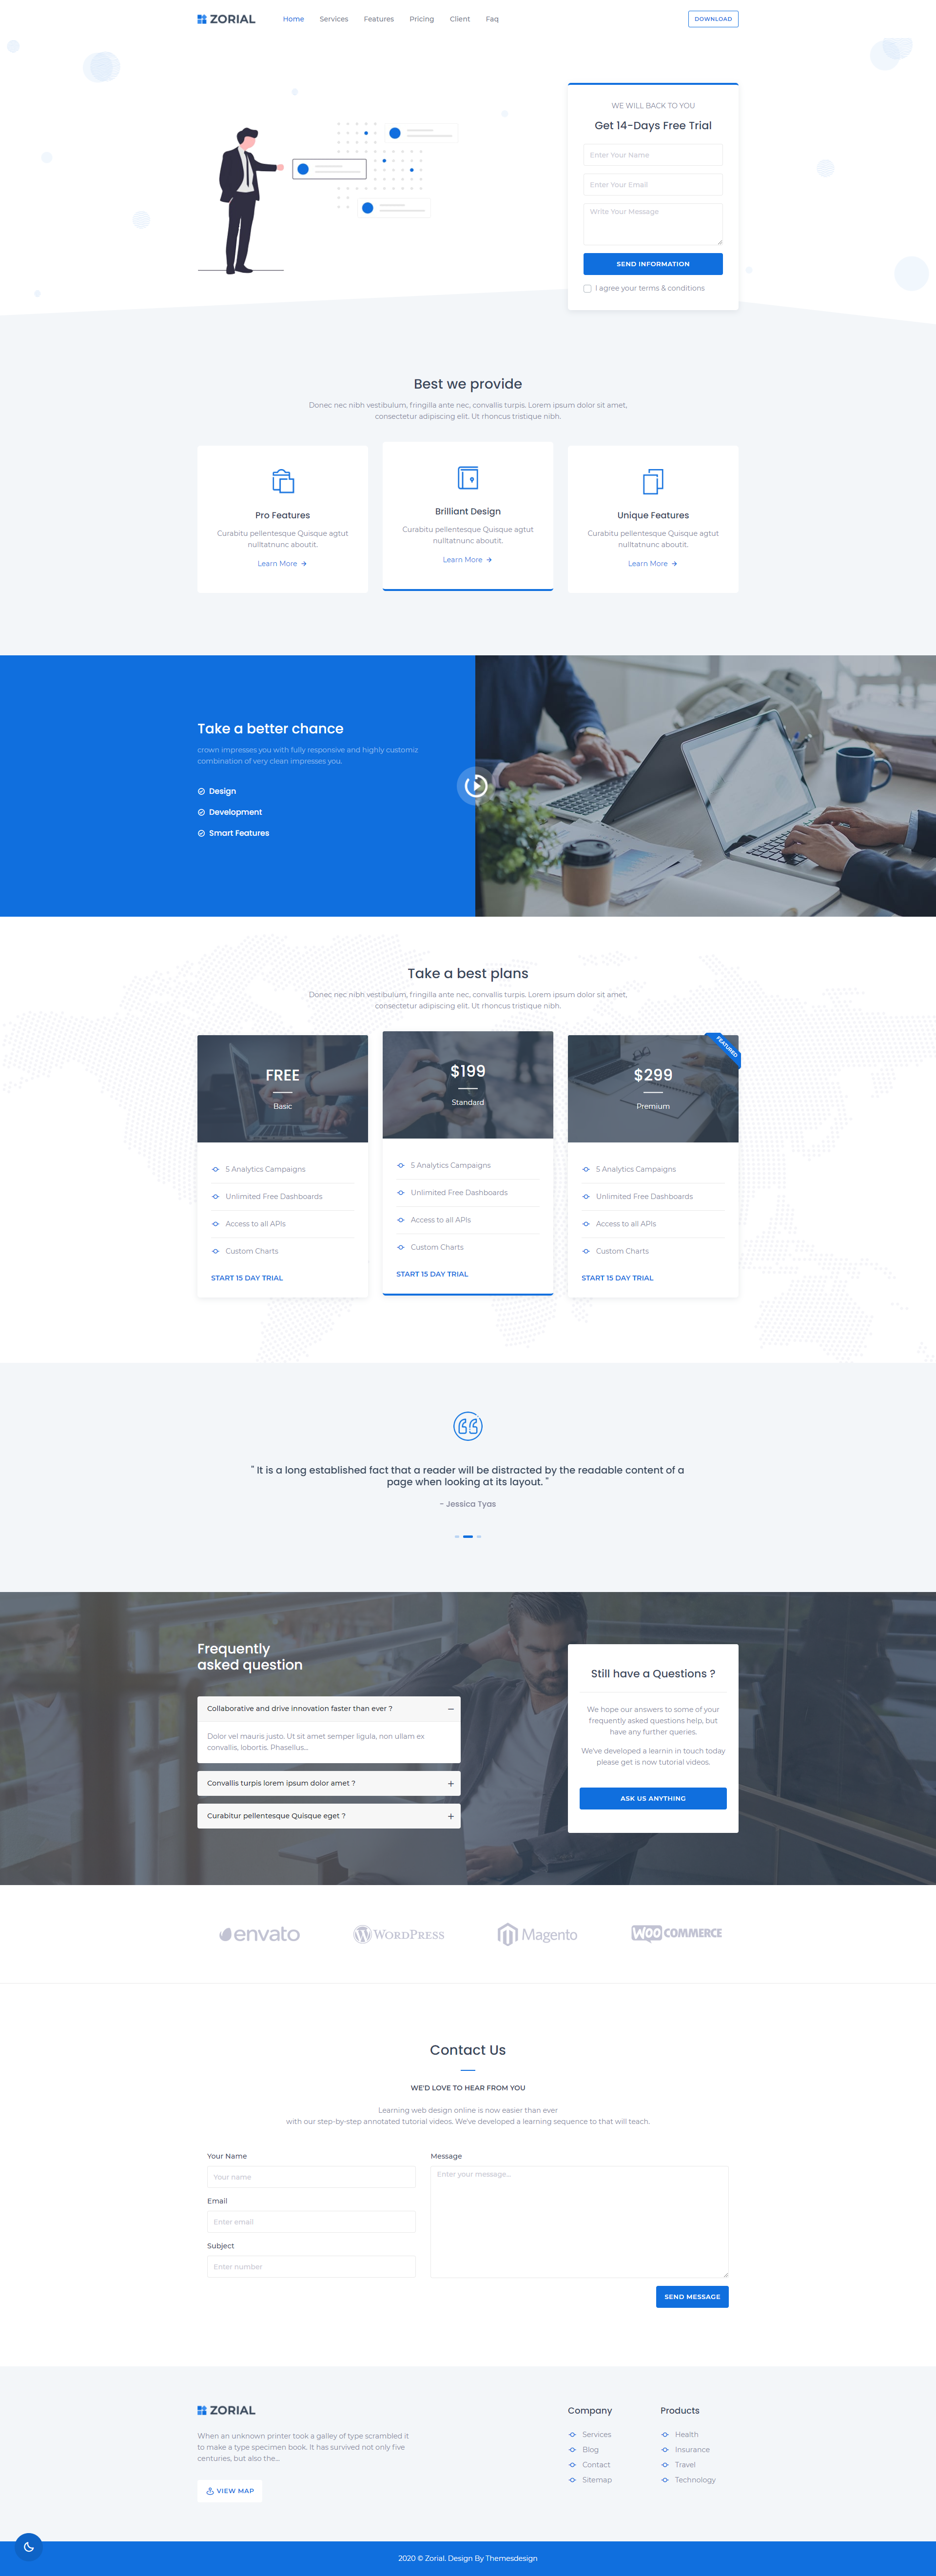 ZORIAL
Home Services Features Pricing Client Faq
DOWNLOAD
WE WILL BACK TO YOU
Get 14-Days Free Trial
Enter Your Name
Enter Your Email
Write Your Message
SEND INFORMATION
I agree your terms & conditions
Best we provide
Donec nec nibh vestibulum, fringilla ante nec, convallis turpis. Lorem ipsum dolor sit amet,
consectetur adipiscing elit. Ut rhoncus tristique nibh.
Pro Features
Curabitu pellentesque Quisque agtut
nulltatnunc aboutit.
Learn More
Brilliant Design
Curabitu pellentesque Quisque agtut
nulltatnunc aboutit.
Learn More
Unique Features
Curabitu pellentesque Quisque agtut
nulltatnunc aboutit.
Learn More
Take a better chance
crown impresses you with fully responsive and highly customiz
combination of very clean impresses you.
Design
Development
Smart Features
Take a best plans
Donec nec nibh vestibulum, fringilla ante nec, convallis turpis. Lorem ipsum dolor sit amet,
consectetur adipiscing elit. Ut rhoncus tristique nibh.
FREE
Basic
5 Analytics Campaigns
Unlimited Free Dashboards
Access to all APIs
Custom Charts
START 15 DAY TRIAL
$199
Standard
5 Analytics Campaigns
Unlimited Free Dashboards
Access to all APIs
Custom Charts
START 15 DAY TRIAL
FEATURED
$299
Premium
5 Analytics Campaigns
Unlimited Free Dashboards
Access to all APIs
Custom Charts
START 15 DAY TRIAL
" It is a long established fact that a reader will be distracted by the readable content of a
page when looking at its layout. "
- Jessica Tyas
Frequently
asked question
Collaborative and drive innovation faster than ever ?
Dolor vel mauris justo. Ut sit amet semper ligula, non ullam ex
convallis, lobortis. Phasellus...
Convallis turpis lorem ipsum dolor amet ?
Curabitur pellentesque Quisque eget ?
Still have a Questions ?
We hope our answers to some of your
frequently asked questions help, but
have any further queries.
We've developed a learnin in touch today
please get is now tutorial videos.
ASK US ANYTHING
envato
WORDPRESS
Magento
WOO COMMERCE
Contact Us
WE'D LOVE TO HEAR FROM YOU
Learning web design online is now easier than ever
with our step-by-step annotated tutorial videos. We've developed a learning sequence to that will teach.
Your Name
Your name
Email
Enter email
Subject
Enter number
Message
Enter your message...
SEND MESSAGE
ZORIAL
When an unknown printer took a galley of type scrambled it
to make a type specimen book. It has survived not only five
centuries, but also the...
VIEW MAP
Company
Services
Blog
Contact
Sitemap
Products
Health
Insurance
Travel
Technology
2020 © Zorial. Design By Themesdesign